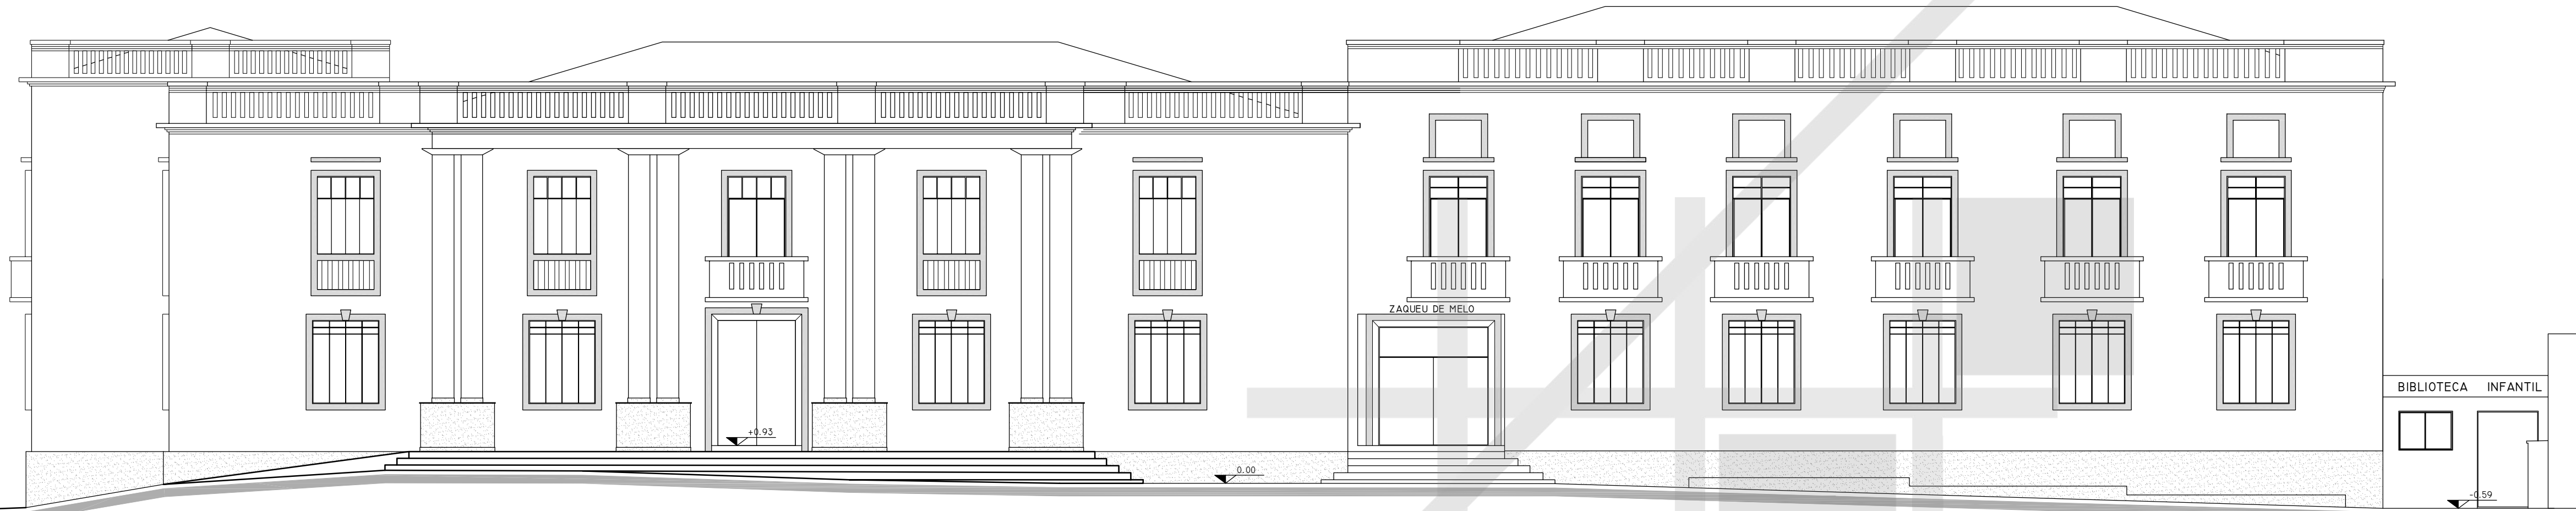 ZAQUEU DE MELO
BIBLIOTECA INFANTIL
+0.93
0.00
-0.59